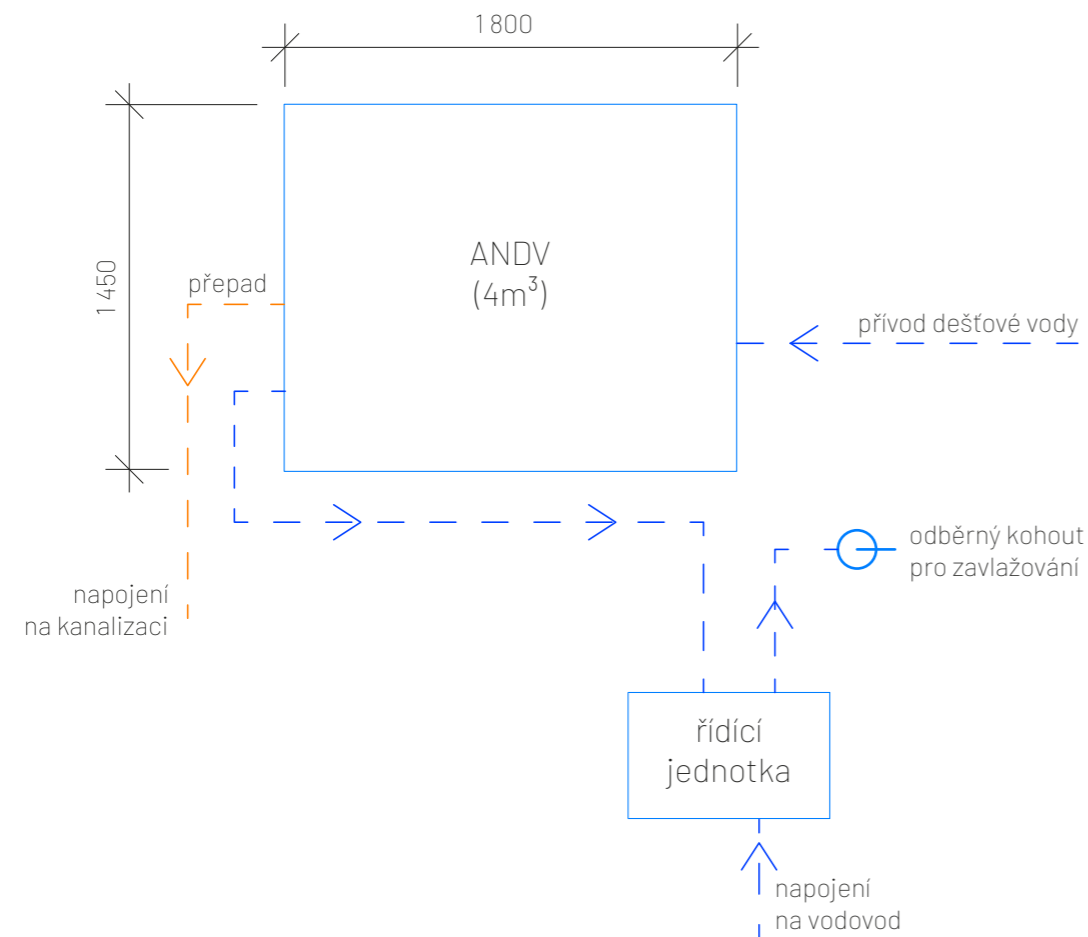 1800
1450
ANDV
(4m³)
přepad
přívod dešťové vody
odběrný kohout
pro zavlažování
napojení
na kanalizaci
řídící
jednotka
napojení
na vodovod